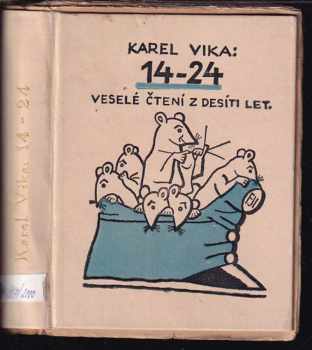 KAREL VIKA:
14-24
VESELÉ ČTENÍ Z DESÍTI LET.
Karel Vika: 14-24